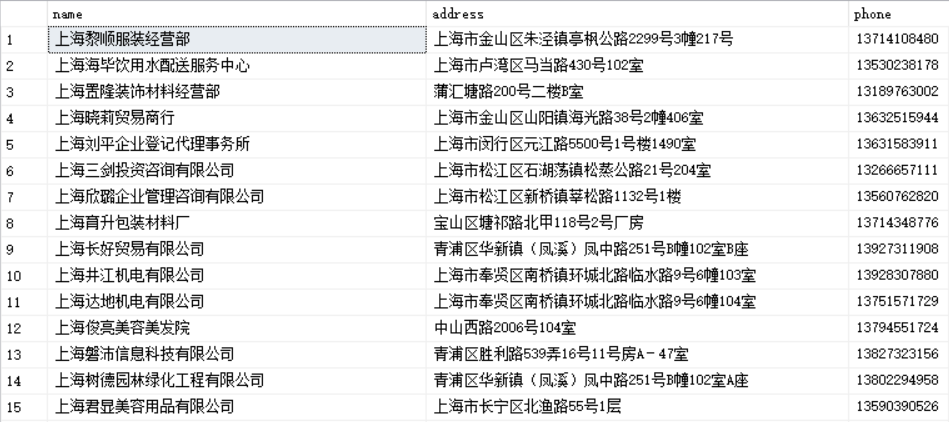 name address phone
1 上海黎顺服装经营部 上海市金山区朱泾镇亭枫公路2299号3幢217号 13714108480
2 上海海毕饮用水配送服务中心 上海市卢湾区马当路430号102室 13530238178
3 上海置隆装饰材料经营部 蒲汇塘路200号二楼B室 13189763002
4 上海晓莉贸易商行 上海市金山区山阳镇海光路38号2幢406室 13632515944
5 上海刘平企业登记代理事务所 上海市闵行区元江路5500号1号楼1490室 13631583911
6 上海三剑投资咨询有限公司 上海市松江区石湖荡镇松蒸公路21号204室 13266657111
7 上海欣璐企业管理咨询有限公司 上海市松江区新桥镇莘松路1132号1楼 13560762820
8 上海育升包装材料厂 宝山区塘祁路北甲118号2号厂房 13714348776
9 上海长好贸易有限公司 青浦区华新镇（凤溪）凤中路251号B幢102室B座 13927311908
10 上海井江机电有限公司 上海市奉贤区南桥镇环城北路临水路9号6幢103室 13928307880
11 上海达地机电有限公司 上海市奉贤区南桥镇环城北路临水路9号6幢104室 13751571729
12 上海俊亮美容美发院 中山西路2006号104室 13794551724
13 上海磐沛信息科技有限公司 青浦区胜利路539弄16号11号房A－47室 13827323156
14 上海树德园林绿化工程有限公司 青浦区华新镇（凤溪）凤中路251号B幢102室A座 13802294958
15 上海君显美容用品有限公司 上海市长宁区北渔路55号1层 13590390526